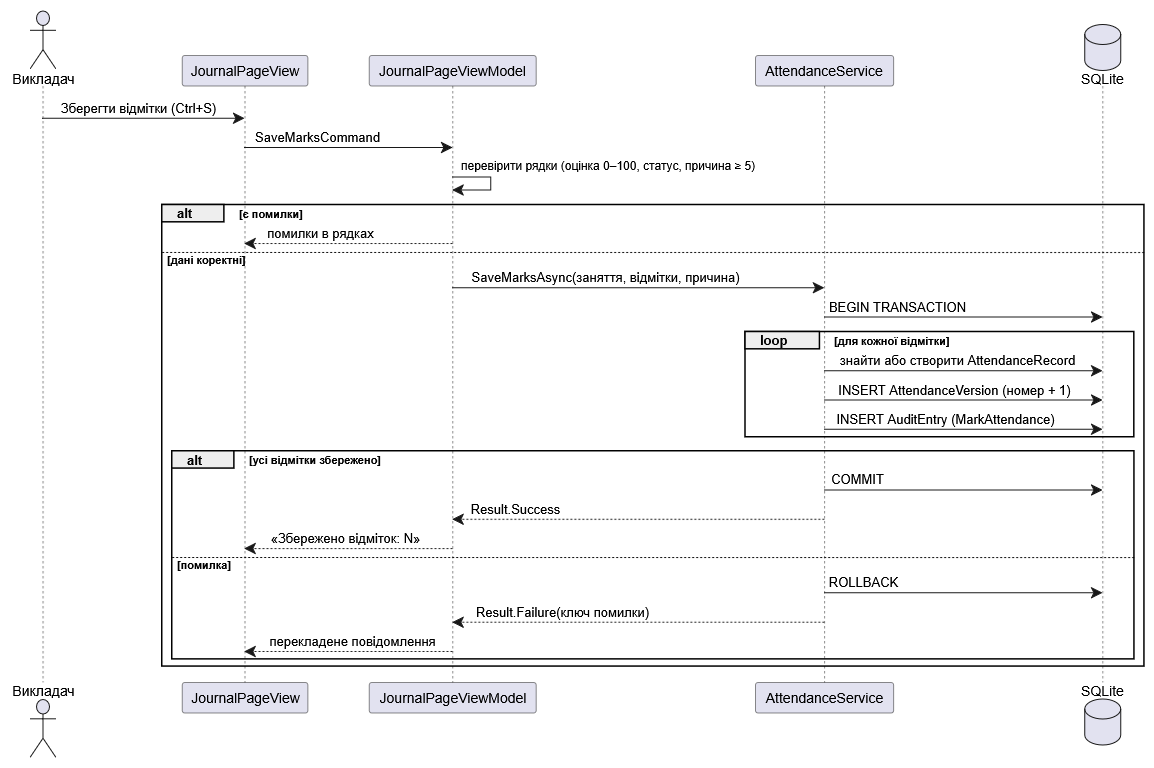 Викладач
JournalPageView
JournalPageViewModel
AttendanceService
SQLite
Зберегти відмітки (Ctrl+S)
SaveMarksCommand
перевірити рядки (оцінка 0–100, статус, причина ≥ 5)
alt
[є помилки]
помилки в рядках
[дані коректні]
SaveMarksAsync(заняття, відмітки, причина)
BEGIN TRANSACTION
loop
[для кожної відмітки]
знайти або створити AttendanceRecord
INSERT AttendanceVersion (номер + 1)
INSERT AuditEntry (MarkAttendance)
alt
[усі відмітки збережено]
COMMIT
Result.Success
«Збережено відміток: N»
[помилка]
ROLLBACK
Result.Failure(ключ помилки)
перекладене повідомлення
Викладач
JournalPageView
JournalPageViewModel
AttendanceService
SQLite